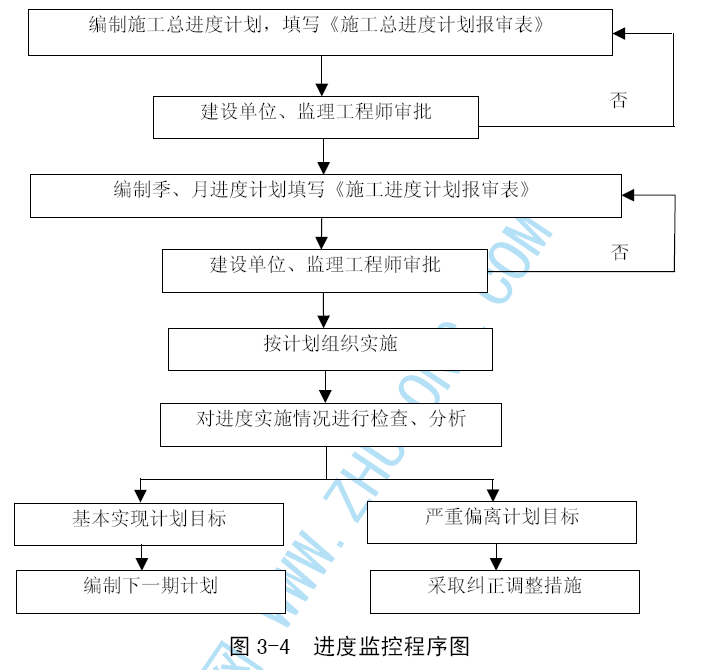 编制施工总进度计划，填写《施工总进度计划报审表》
否
建设单位、监理工程师审批
编制季、月进度计划填写《施工进度计划报审表》
否
建设单位、监理工程师审批
按计划组织实施
对进度实施情况进行检查、分析
基本实现计划目标
严重偏离计划目标
编制下一期计划
采取纠正调整措施
图 3-4 进度监控程序图